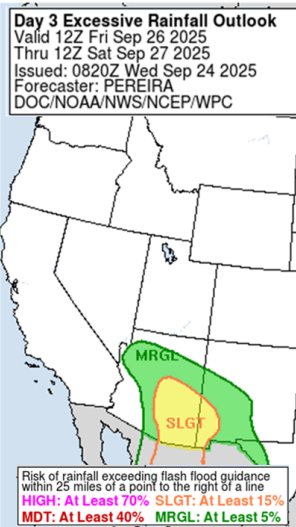 Day 3 Excessive Rainfall Outlook
Valid 12Z Fri Sep 26 2025
Thru 12Z Sat Sep 27 2025
Issued: 0820Z Wed Sep 24 2025
Forecaster: PEREIRA
DOC/NOAA/NWS/NCEP/WPC
MRGL
SLGT
Risk of rainfall exceeding flash flood guidance
within 25 miles of a point to the right of a line
HIGH: At Least 70% SLGT: At Least 15%
MDT: At Least 40% MRGL: At Least 5%